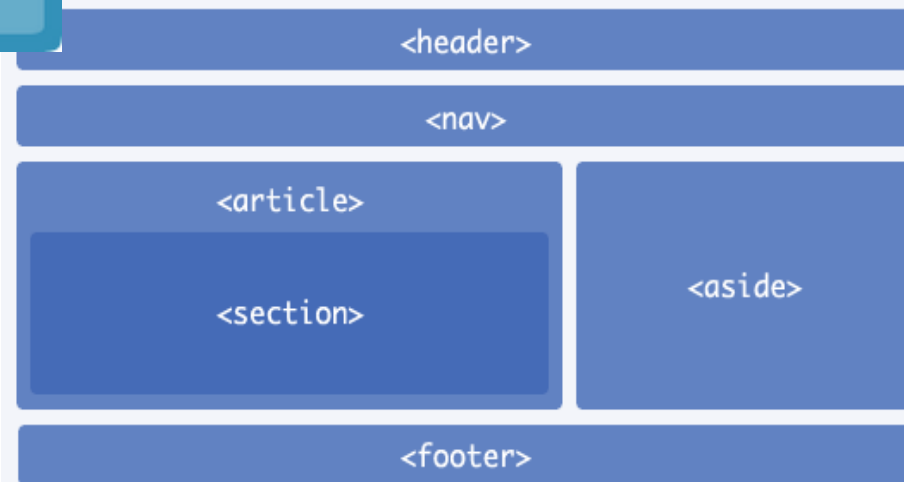 <header>
<nav>
<article>
<section>
<aside>
<footer>